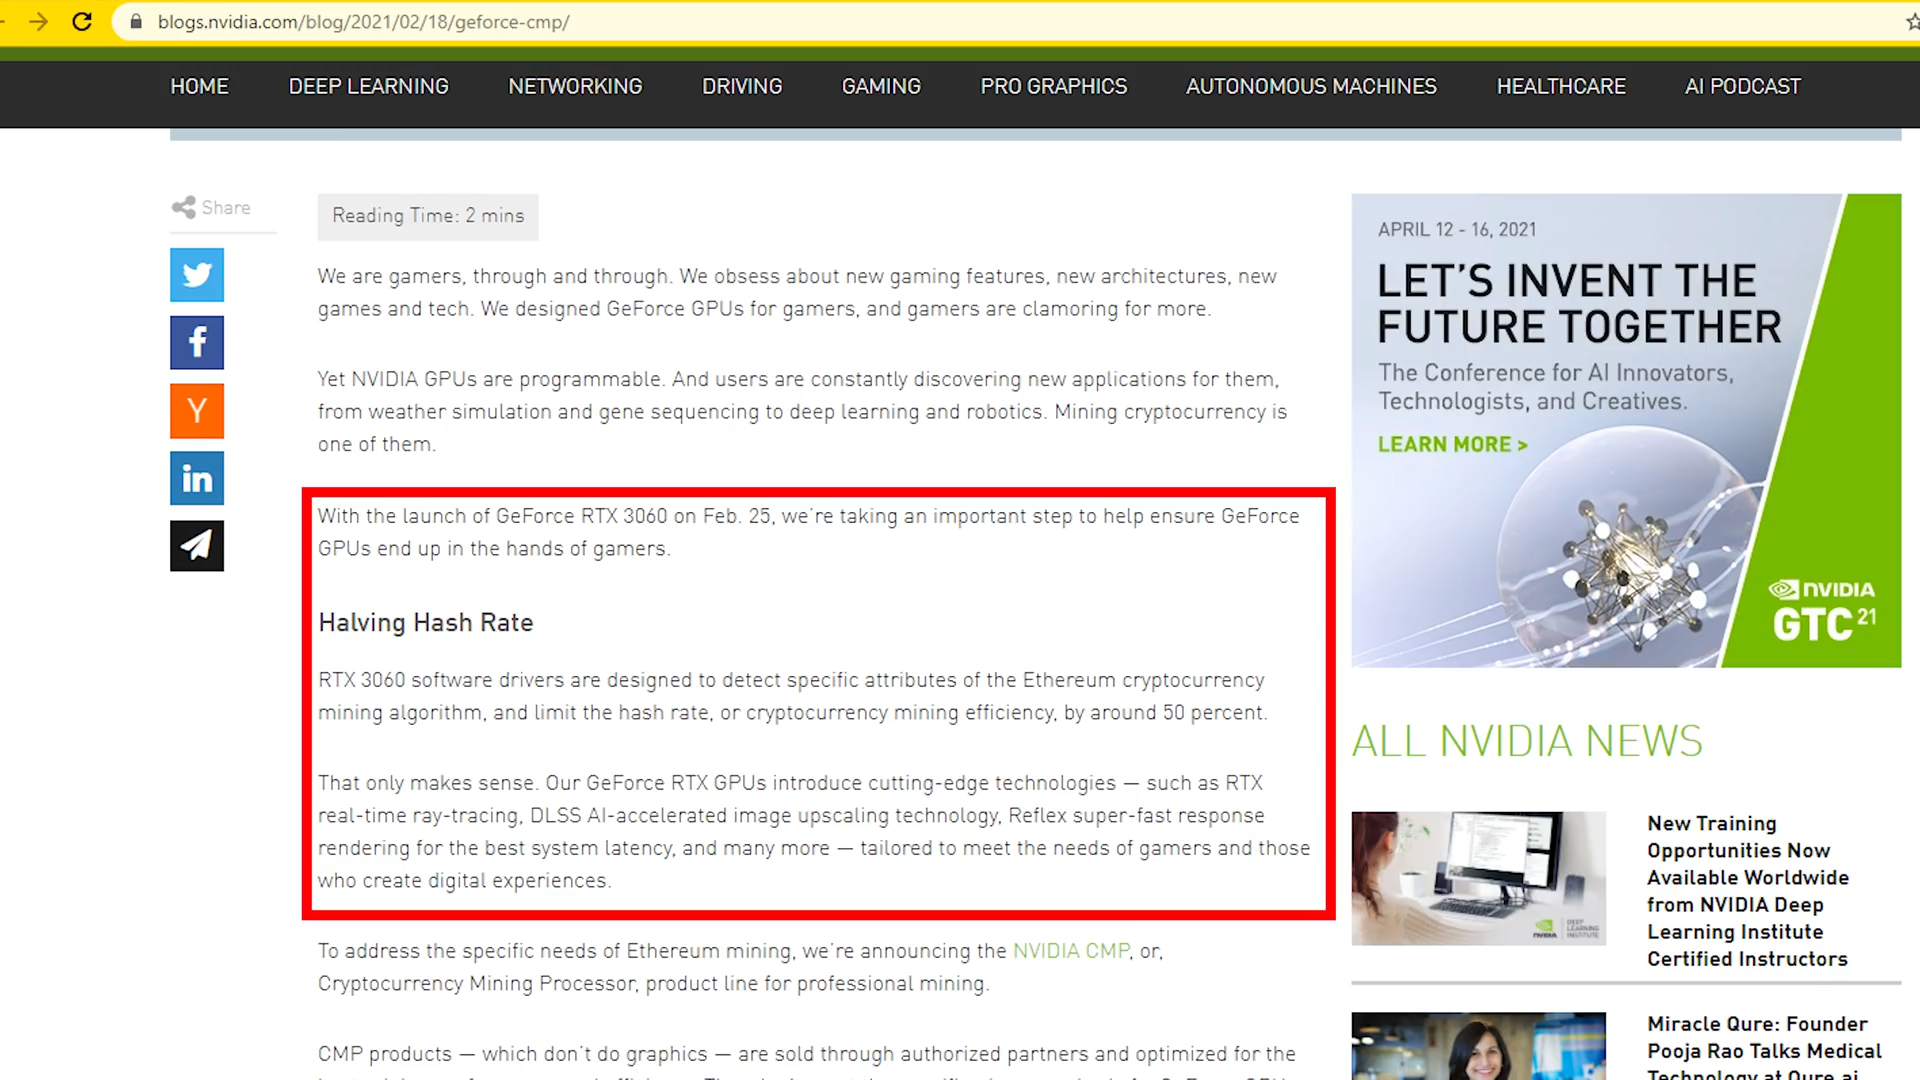 blogs.nvidia.com/blog/2021/02/18/geforce-cmp/
HOME DEEP LEARNING NETWORKING DRIVING GAMING PRO GRAPHICS AUTONOMOUS MACHINES HEALTHCARE AI PODCAST
Share
Reading Time: 2 mins
We are gamers, through and through. We obsess about new gaming features, new architectures, new
games and tech. We designed GeForce GPUs for gamers, and gamers are clamoring for more.
Yet NVIDIA GPUs are programmable. And users are constantly discovering new applications for them,
from weather simulation and gene sequencing to deep learning and robotics. Mining cryptocurrency is
one of them.
With the launch of GeForce RTX 3060 on Feb. 25, we're taking an important step to help ensure GeForce
GPUs end up in the hands of gamers.
Halving Hash Rate
RTX 3060 software drivers are designed to detect specific attributes of the Ethereum cryptocurrency
mining algorithm, and limit the hash rate, or cryptocurrency mining efficiency, by around 50 percent.
That only makes sense. Our GeForce RTX GPUs introduce cutting-edge technologies — such as RTX
real-time ray-tracing, DLSS AI-accelerated image upscaling technology, Reflex super-fast response
rendering for the best system latency, and many more — tailored to meet the needs of gamers and those
who create digital experiences.
To address the specific needs of Ethereum mining, we're announcing the NVIDIA CMP, or,
Cryptocurrency Mining Processor, product line for professional mining.
CMP products — which don't do graphics — are sold through authorized partners and optimized for the
APRIL 12 - 16, 2021
LET'S INVENT THE
FUTURE TOGETHER
The Conference for AI Innovators,
Technologists, and Creatives.
LEARN MORE >
NVIDIA
GTC 21
ALL NVIDIA NEWS
NVIDIA
DEEP
LEARNING
INSTITUTE
New Training
Opportunities Now
Available Worldwide
from NVIDIA Deep
Learning Institute
Certified Instructors
Miracle Qure: Founder
Pooja Rao Talks Medical
Technology at Qure.ai